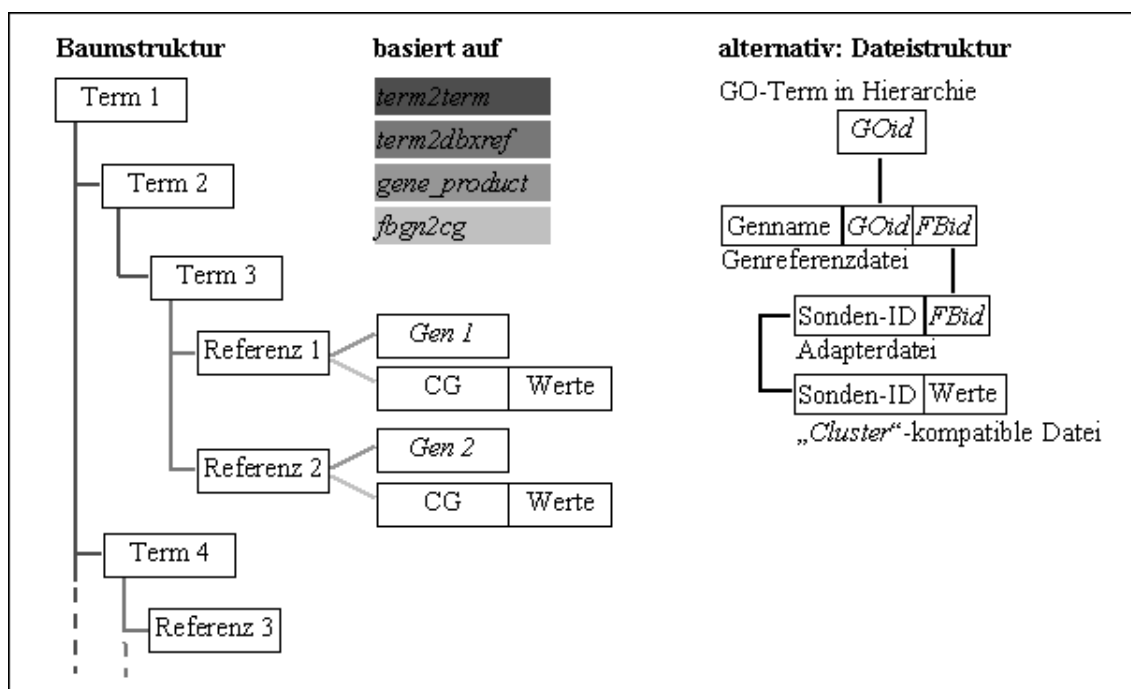 Baumstruktur
Term 1
Term 2
Term 3
Referenz 1
Gen 1
CG Werte
Referenz 2
Gen 2
CG Werte
Term 4
Referenz 3
basiert auf
term2term
term2dbxref
gene_product
fbgn2cg
alternativ: Dateistruktur
GO-Term in Hierarchie
GOid
Genname GOid FBid
Genreferenzdatei
Sonden-ID FBid
Adapterdatei
Sonden-ID Werte
„Cluster“-kompatible Datei